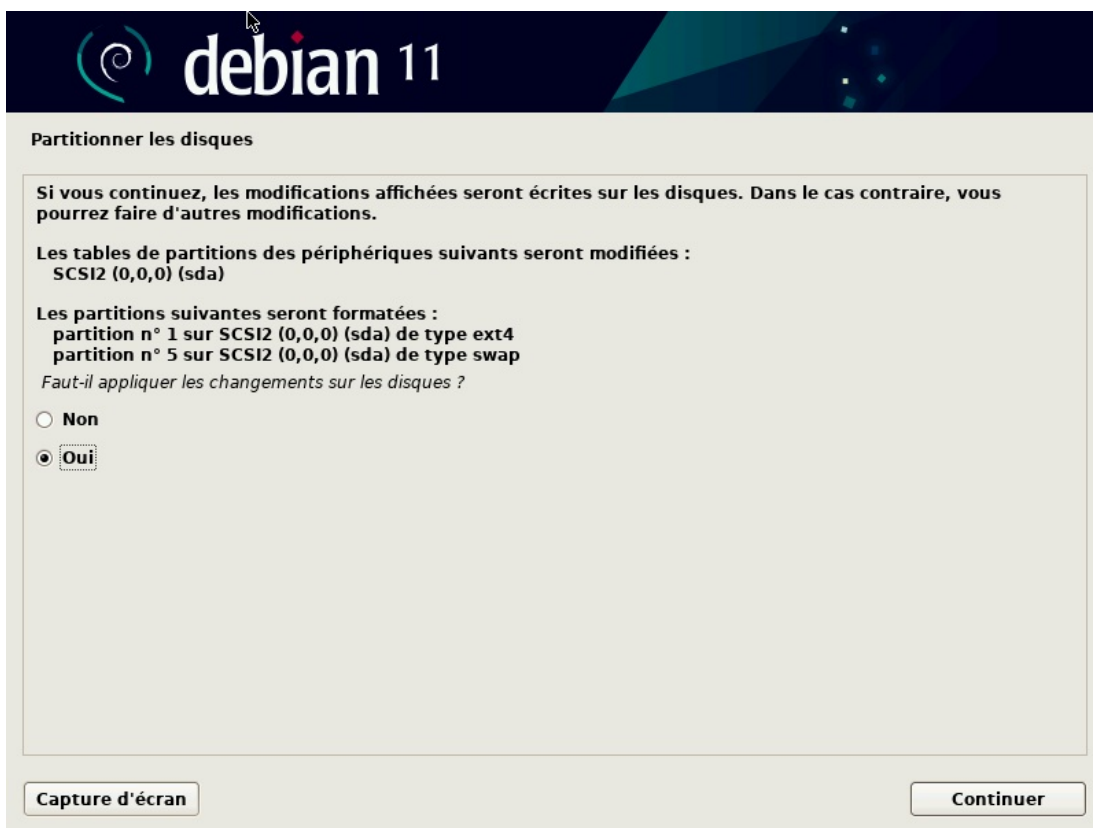 debian 11
Partitionner les disques
Si vous continuez, les modifications affichées seront écrites sur les disques. Dans le cas contraire, vous
pourrez faire d'autres modifications.
Les tables de partitions des périphériques suivants seront modifiées :
SCSI2 (0,0,0) (sda)
Les partitions suivantes seront formatées :
partition n° 1 sur SCSI2 (0,0,0) (sda) de type ext4
partition n° 5 sur SCSI2 (0,0,0) (sda) de type swap
Faut-il appliquer les changements sur les disques ?
Non
Oui
Capture d'écran
Continuer